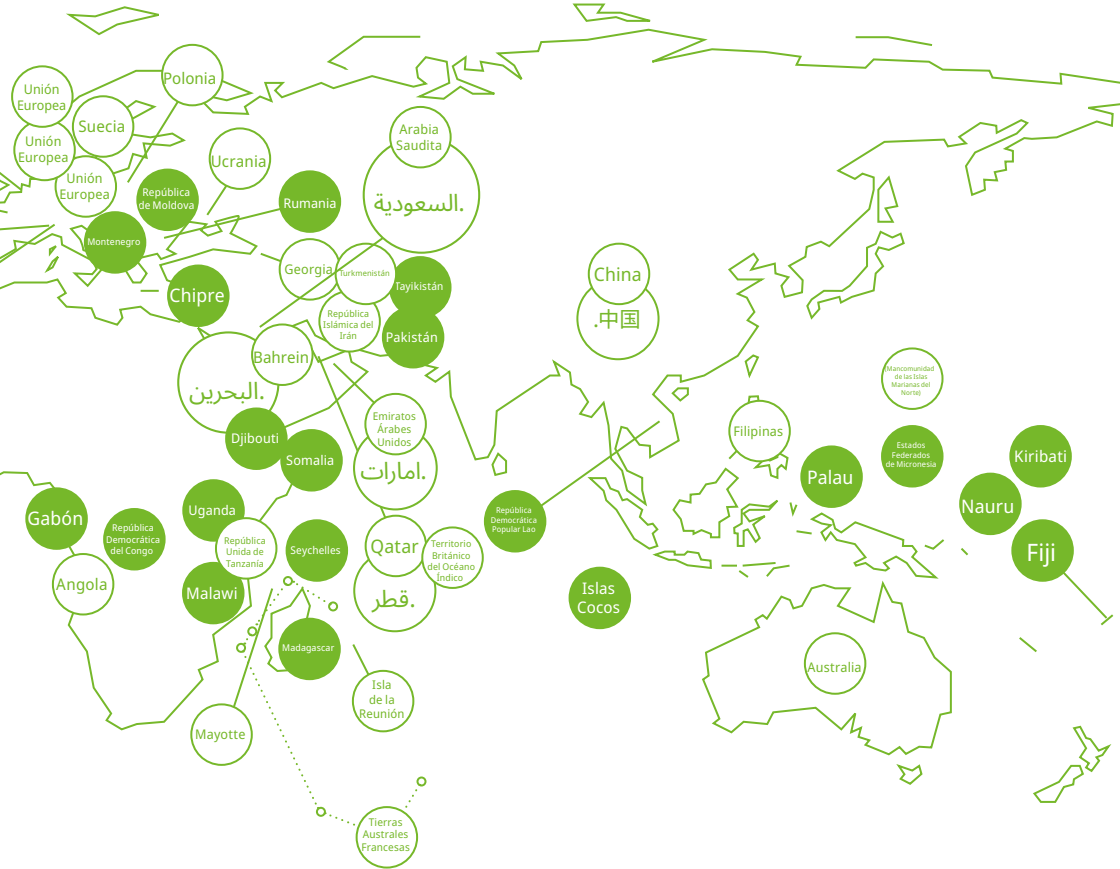 Polonia
Unión
Europea
Suecia
Unión
Europea
Unión
Europea
Ucrania
Arabia
Saudita
السعودية.
República
de Moldova
Rumania
Montenegro
Georgia
Turkmenistán
Tayikistán
China
中国.
Chipre
República
Islámica del
Irán
Pakistán
Bahrein
البحرين.
(Mancomunidad
de las Islas
Marianas del
Norte)
Emiratos
Árabes
Unidos
امارات.
Djibouti
Somalia
Filipinas
Palau
Estados
Federados
de Micronesia
Kiribati
Nauru
Gabón
República
Democrática
del Congo
Uganda
República
Unida de
Tanzanía
Seychelles
Qatar
قطر.
Territorio
Británico
del Océano
Índico
República
Democrática
Popular Lao
Fiji
Angola
Malawi
Islas
Cocos
Madagascar
Australia
Isla
de la
Reunión
Mayotte
Tierras
Australes
Francesas